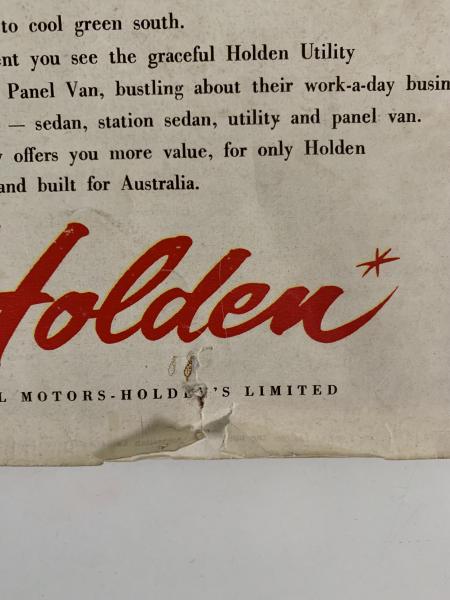 to cool green south.
ent you see the graceful Holden Utility
Panel Van, bustling about their work-a-day busin
— sedan, station sedan, utility and panel van.
y offers you more value, for only Holden
and built for Australia.
Holden*
L MOTORS-HOLDEN'S LIMITED